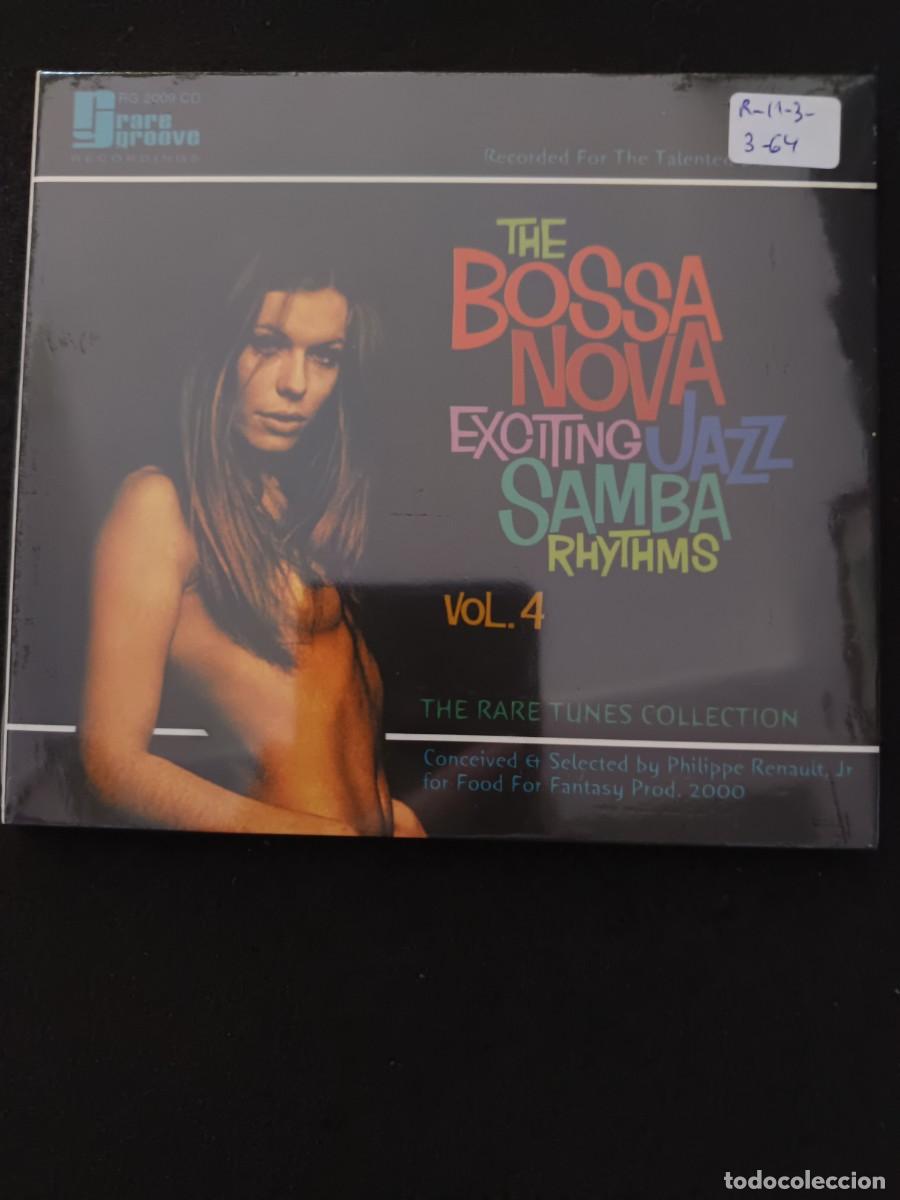 RG 2009 CD
rare
groove
RECORDINGS
R-11-3-
3-64
Recorded For The Talented
THE
BOSSA
NOVA
EXCITING JAZZ
SAMBA
RHYTHMS
VOL. 4
THE RARE TUNES COLLECTION
Conceived & Selected by Philippe Renault, Jr
for Food For Fantasy Prod. 2000
todocoleccion